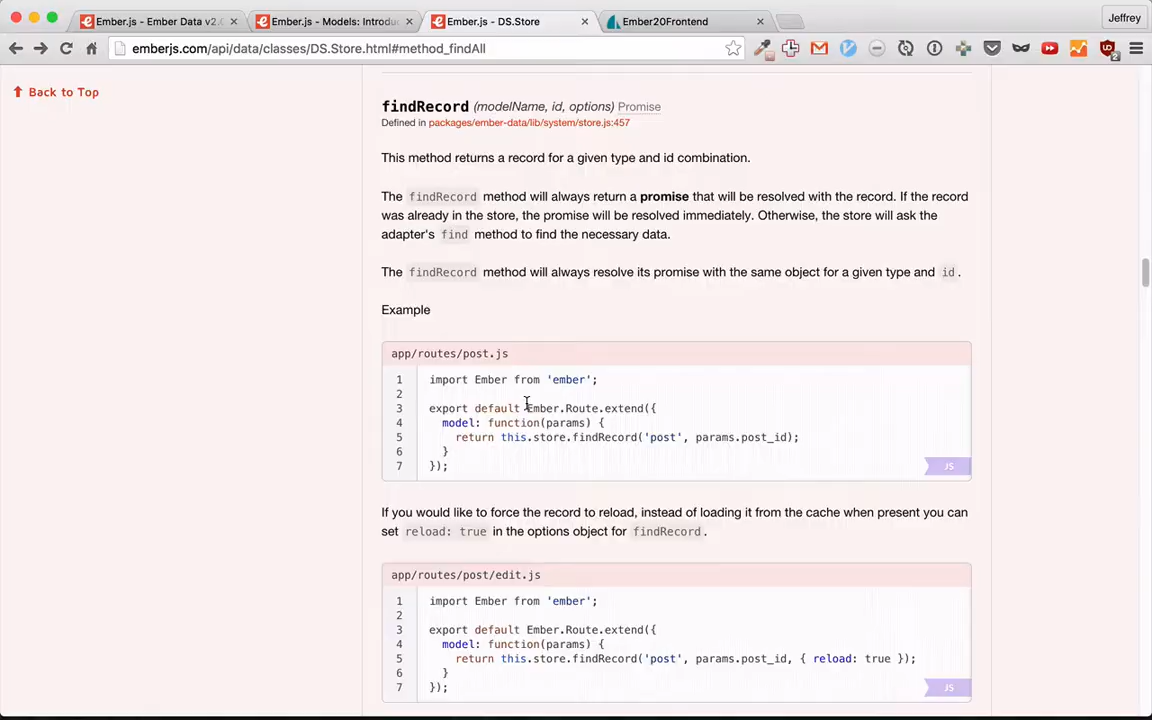 Ember.js - Ember Data v2.
Ember.js - Models: Introdu
Ember.js - DS.Store
Ember20Frontend
Jeffrey
emberjs.com/api/data/classes/DS.Store.html#method_findAll
2
Back to Top
findRecord (modelName, id, options) Promise
Defined in packages/ember-data/lib/system/store.js:457
This method returns a record for a given type and id combination.
The findRecord method will always return a promise that will be resolved with the record. If the record
was already in the store, the promise will be resolved immediately. Otherwise, the store will ask the
adapter's find method to find the necessary data.
The findRecord method will always resolve its promise with the same object for a given type and id .
Example
app/routes/post.js
1 import Ember from 'ember';
2
3 export default Ember.Route.extend({
4 model: function(params) {
5 return this.store.findRecord('post', params.post_id);
6 }
7 });
JS
If you would like to force the record to reload, instead of loading it from the cache when present you can
set reload: true in the options object for findRecord.
app/routes/post/edit.js
1 import Ember from 'ember';
2
3 export default Ember.Route.extend({
4 model: function(params) {
5 return this.store.findRecord('post', params.post_id, { reload: true });
6 }
7 });
JS